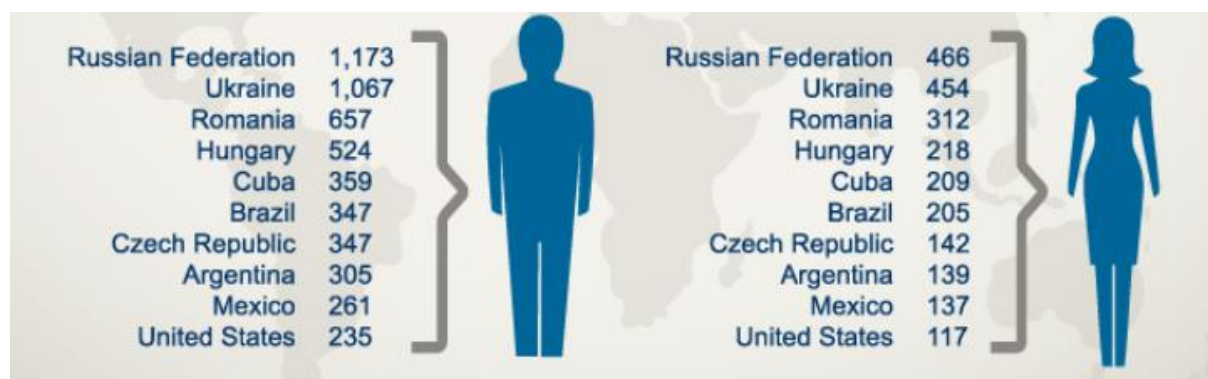 Russian Federation 1,173
Ukraine 1,067
Romania 657
Hungary 524
Cuba 359
Brazil 347
Czech Republic 347
Argentina 305
Mexico 261
United States 235
Russian Federation 466
Ukraine 454
Romania 312
Hungary 218
Cuba 209
Brazil 205
Czech Republic 142
Argentina 139
Mexico 137
United States 117